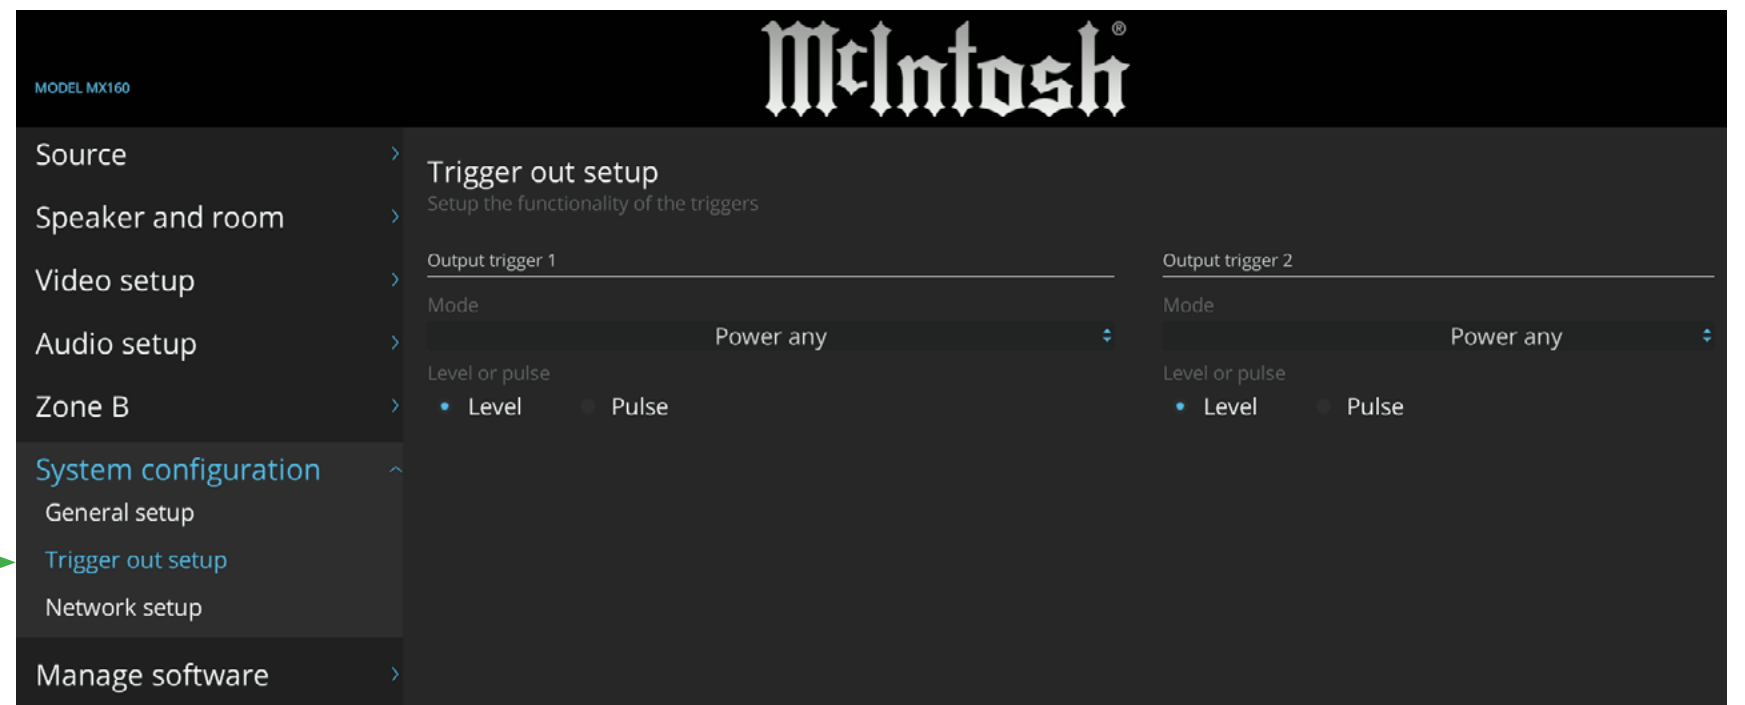 McIntosh®
MODEL MX160
Source
Speaker and room
Video setup
Audio setup
Zone B
System configuration
General setup
Trigger out setup
Network setup
Manage software
Trigger out setup
Setup the functionality of the triggers
Output trigger 1
Mode
Power any
Level or pulse
Level Pulse
Output trigger 2
Mode
Power any
Level or pulse
Level Pulse